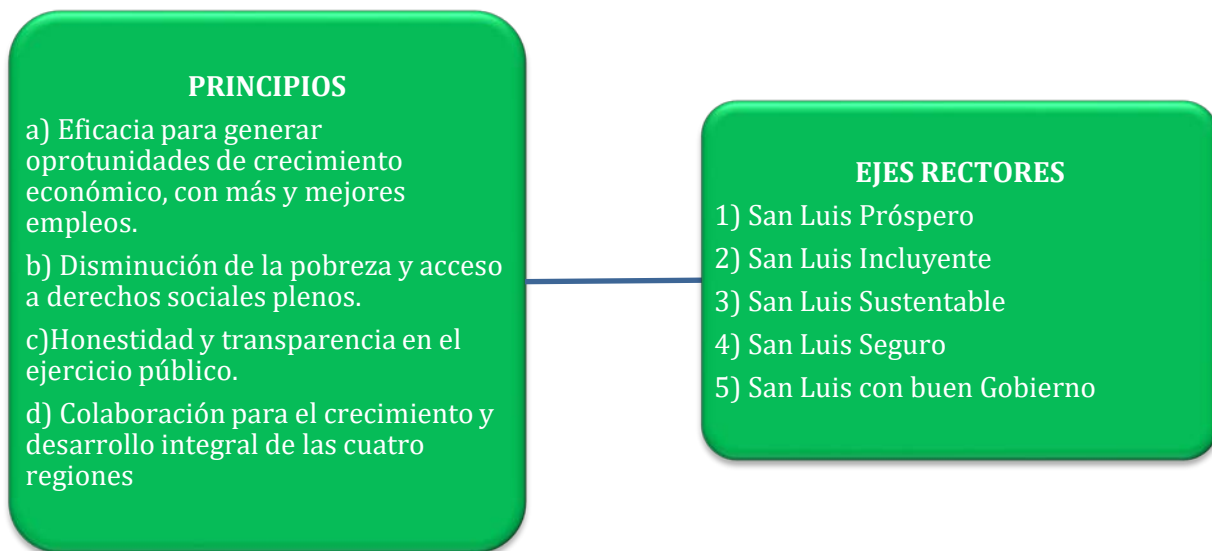 PRINCIPIOS
a) Eficacia para generar
oprotunidades de crecimiento
económico, con más y mejores
empleos.
b) Disminución de la pobreza y acceso
a derechos sociales plenos.
c)Honestidad y transparencia en el
ejercicio público.
d) Colaboración para el crecimiento y
desarrollo integral de las cuatro
regiones
EJES RECTORES
1) San Luis Próspero
2) San Luis Incluyente
3) San Luis Sustentable
4) San Luis Seguro
5) San Luis con buen Gobierno